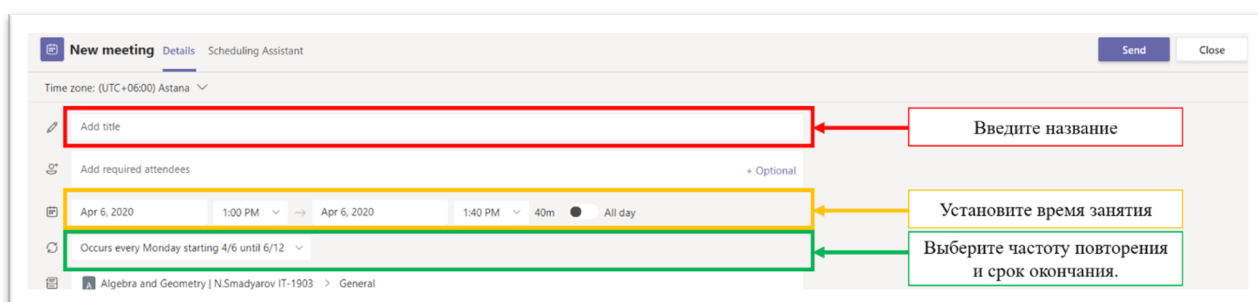 New meeting Details Scheduling Assistant Send Close
Time zone: (UTC+06:00) Astana
Add title Введите название
Add required attendees + Optional
Apr 6, 2020 1:00 PM → Apr 6, 2020 1:40 PM 40m All day Установите время занятия
Occurs every Monday starting 4/6 until 6/12 Выберите частоту повторения
и срок окончания.
A Algebra and Geometry | N.Smadyarov IT-1903 > General